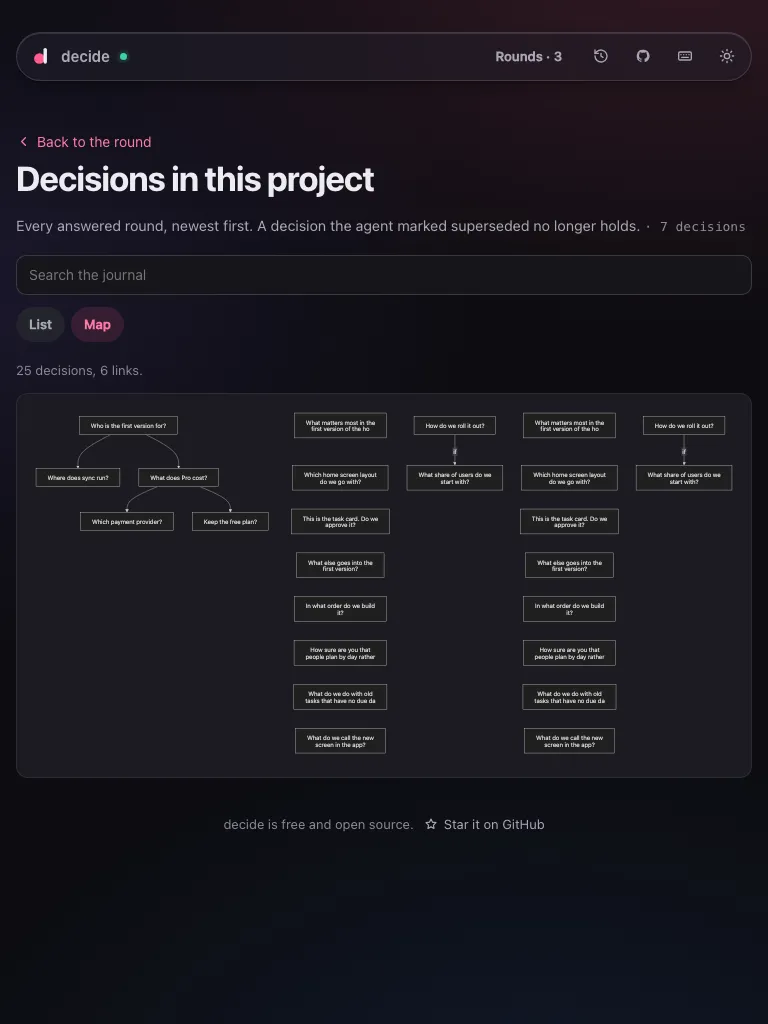 decide
Rounds · 3
Back to the round
Decisions in this project
Every answered round, newest first. A decision the agent marked superseded no longer holds. · 7 decisions
Search the journal
List
Map
25 decisions, 6 links.
Who is the first version for?
Where does sync run?
What does Pro cost?
Which payment provider?
Keep the free plan?
What matters most in the
first version of the ho
Which home screen layout
do we go with?
This is the task card. Do we
approve it?
What else goes into the
first version?
In what order do we build
it?
How sure are you that
people plan by day rather
What do we do with old
tasks that have no due da
What do we call the new
screen in the app?
How do we roll it out?
if
What share of users do we
start with?
What matters most in the
first version of the ho
Which home screen layout
do we go with?
This is the task card. Do we
approve it?
What else goes into the
first version?
In what order do we build
it?
How sure are you that
people plan by day rather
What do we do with old
tasks that have no due da
What do we call the new
screen in the app?
How do we roll it out?
if
What share of users do we
start with?
decide is free and open source.
Star it on GitHub